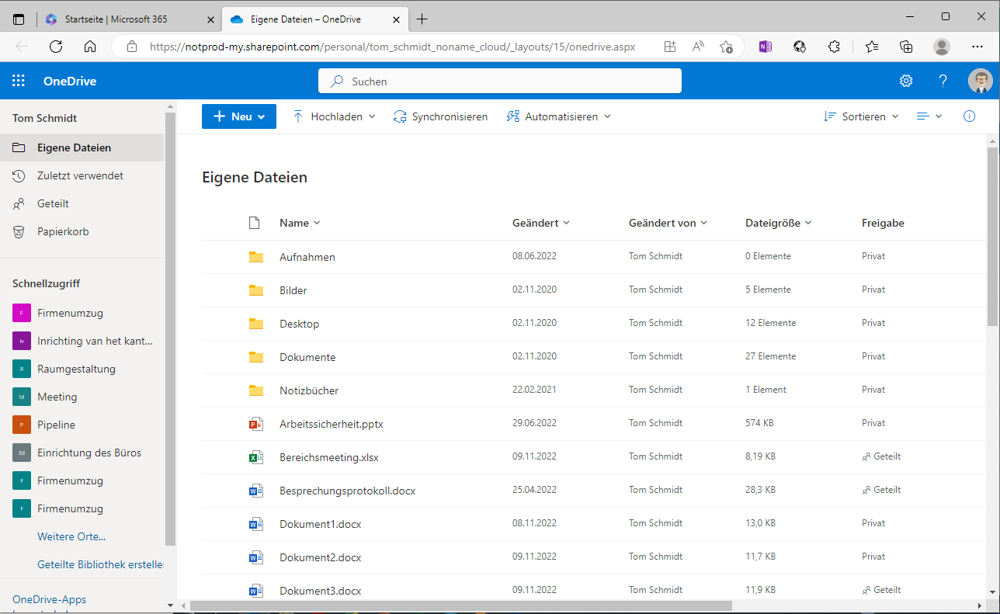 Startseite | Microsoft 365
Eigene Dateien – OneDrive
https://notprod-my.sharepoint.com/personal/tom_schmidt_noname_cloud/_layouts/15/onedrive.aspx
OneDrive
Suchen
Tom Schmidt
Eigene Dateien
Zuletzt verwendet
Geteilt
Papierkorb
Schnellzugriff
F Firmenumzug
Iv Inrichting van het kant...
R Raumgestaltung
M Meeting
P Pipeline
Ed Einrichtung des Büros
F Firmenumzug
F Firmenumzug
Weitere Orte...
Geteilte Bibliothek erstelle
OneDrive-Apps
Neu Hochladen Synchronisieren Automatisieren Sortieren
Eigene Dateien
Name Geändert Geändert von Dateigröße Freigabe
Aufnahmen 08.06.2022 Tom Schmidt 0 Elemente Privat
Bilder 02.11.2020 Tom Schmidt 5 Elemente Privat
Desktop 02.11.2020 Tom Schmidt 12 Elemente Privat
Dokumente 02.11.2020 Tom Schmidt 27 Elemente Privat
Notizbücher 22.02.2021 Tom Schmidt 1 Element Privat
Arbeitssicherheit.pptx 29.06.2022 Tom Schmidt 574 KB Privat
Bereichsmeeting.xlsx 09.11.2022 Tom Schmidt 8,19 KB Geteilt
Besprechungsprotokoll.docx 25.04.2022 Tom Schmidt 28,3 KB Geteilt
Dokument1.docx 08.11.2022 Tom Schmidt 13,0 KB Privat
Dokument2.docx 09.11.2022 Tom Schmidt 11,7 KB Privat
Dokument3.docx 09.11.2022 Tom Schmidt 11,9 KB Geteilt